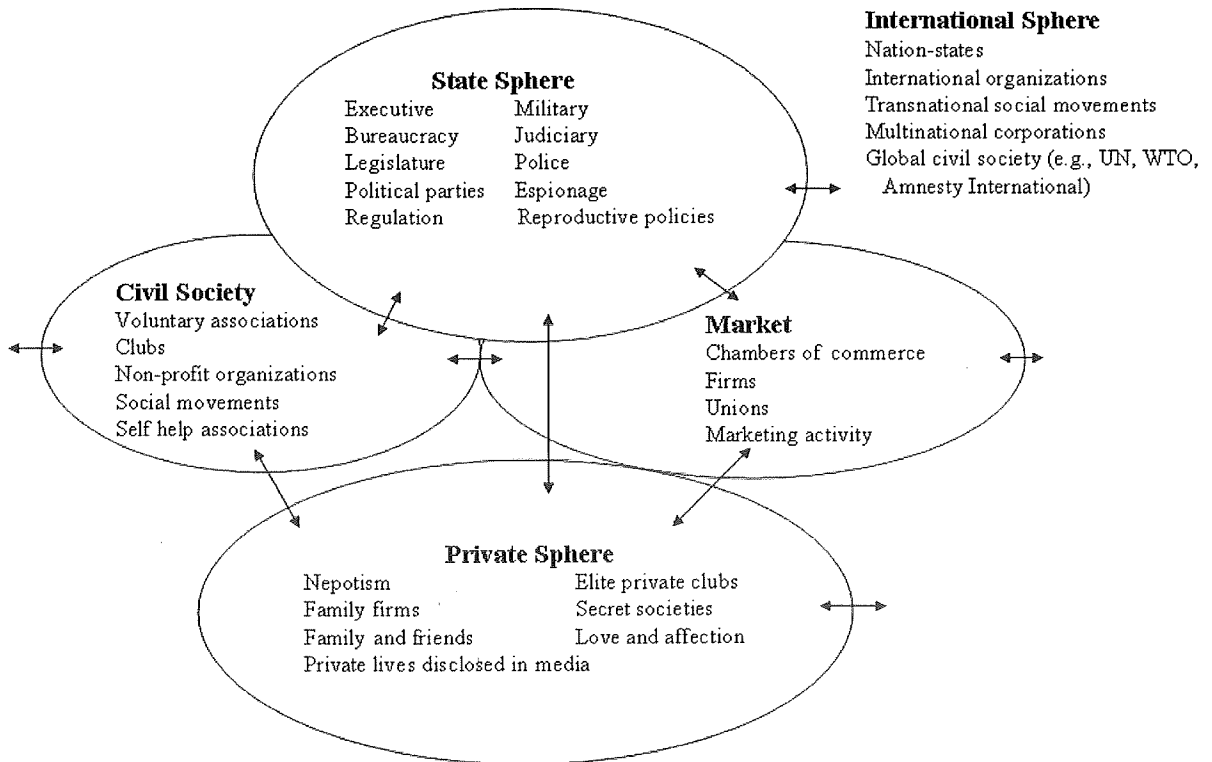 International Sphere
Nation-states
International organizations
Transnational social movements
Multinational corporations
Global civil society (e.g., UN, WTO,
Amnesty International)
State Sphere
Executive Military
Bureaucracy Judiciary
Legislature Police
Political parties Espionage
Regulation Reproductive policies
Civil Society
Voluntary associations
Clubs
Non-profit organizations
Social movements
Self help associations
Market
Chambers of commerce
Firms
Unions
Marketing activity
Private Sphere
Nepotism Elite private clubs
Family firms Secret societies
Family and friends Love and affection
Private lives disclosed in media